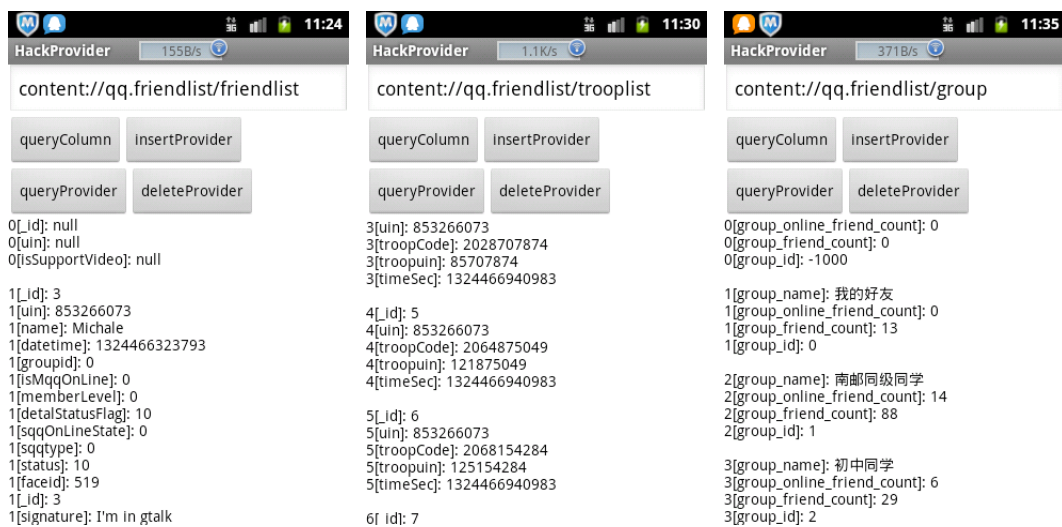 11:24
HackProvider 155B/s
content://qq.friendlist/friendlist
queryColumn insertProvider
queryProvider deleteProvider
0[_id]: null
0[uin]: null
0[isSupportVideo]: null
1[_id]: 3
1[uin]: 853266073
1[name]: Michale
1[datetime]: 1324466323793
1[groupid]: 0
1[isMqqOnLine]: 0
1[memberLevel]: 0
1[detalStatusFlag]: 10
1[sqqOnLineState]: 0
1[sqqtype]: 0
1[status]: 10
1[faceid]: 519
1[_id]: 3
1[signature]: I'm in gtalk
11:30
HackProvider 1.1K/s
content://qq.friendlist/trooplist
queryColumn insertProvider
queryProvider deleteProvider
3[uin]: 853266073
3[troopCode]: 2028707874
3[troopuin]: 85707874
3[timeSec]: 1324466940983
4[_id]: 5
4[uin]: 853266073
4[troopCode]: 2064875049
4[troopuin]: 121875049
4[timeSec]: 1324466940983
5[_id]: 6
5[uin]: 853266073
5[troopCode]: 2068154284
5[troopuin]: 125154284
5[timeSec]: 1324466940983
6[_id]: 7
11:35
HackProvider 371B/s
content://qq.friendlist/group
queryColumn insertProvider
queryProvider deleteProvider
0[group_online_friend_count]: 0
0[group_friend_count]: 0
0[group_id]: -1000
1[group_name]: 我的好友
1[group_online_friend_count]: 0
1[group_friend_count]: 13
1[group_id]: 0
2[group_name]: 南邮同级同学
2[group_online_friend_count]: 14
2[group_friend_count]: 88
2[group_id]: 1
3[group_name]: 初中同学
3[group_online_friend_count]: 6
3[group_friend_count]: 29
3[group_id]: 2